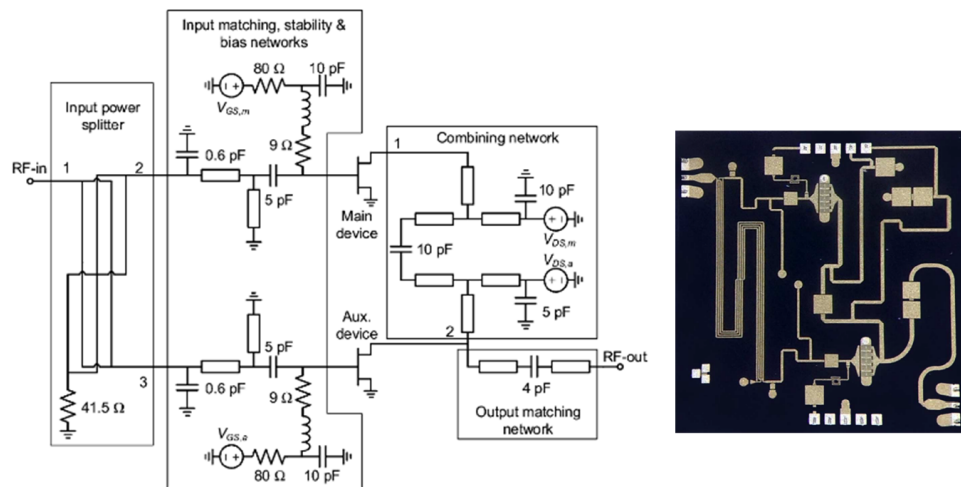 Input matching, stability &
bias networks
80 Ω
10 pF
V_GS,m
Input power
splitter
9 Ω
Combining network
1
RF-in
1
2
0.6 pF
5 pF
10 pF
Main
device
V_DS,m
10 pF
V_DS,a
Aux.
device
5 pF
2
5 pF
RF-out
3
0.6 pF
9 Ω
4 pF
41.5 Ω
Output matching
network
V_GS,a
80 Ω
10 pF